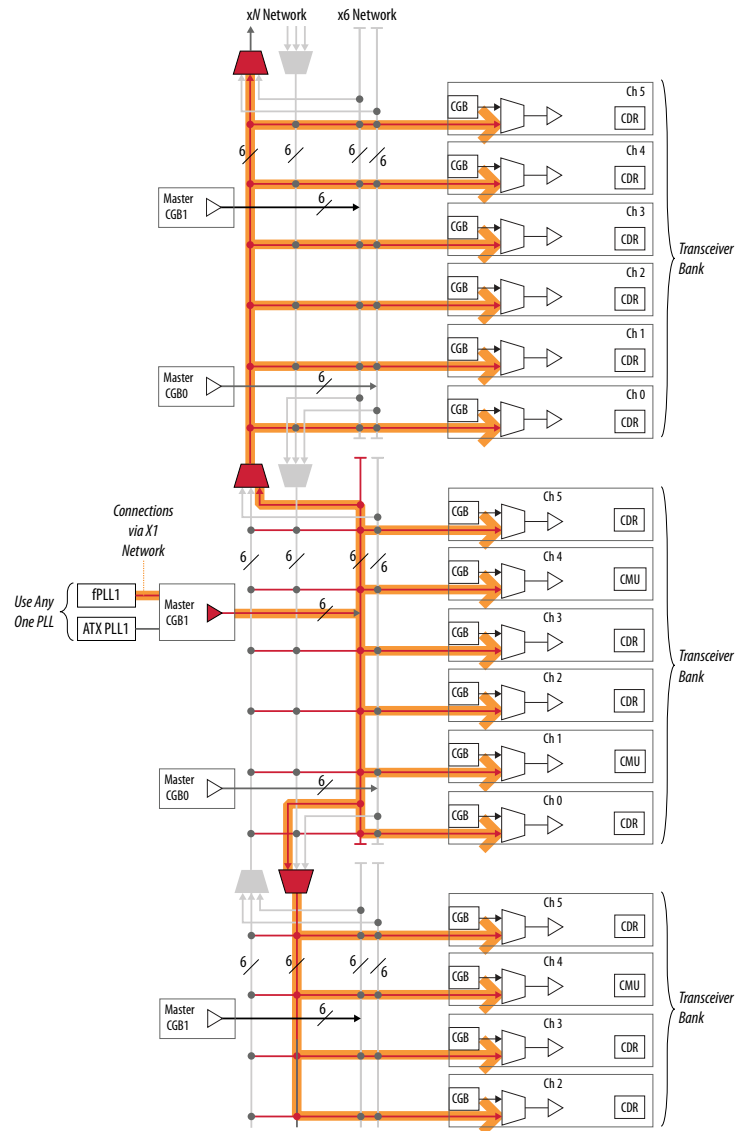 xN Network
x6 Network
Ch 5
CGB
CDR
Ch 4
CGB
CDR
6
6
6
6
Master
CGB1
6
Ch 3
CGB
CDR
Transceiver
Bank
Ch 2
CGB
CDR
Ch 1
CGB
CDR
Master
CGB0
6
Ch 0
CGB
CDR
Ch 5
CGB
CDR
Connections
via X1
Network
6
6
6
6
Ch 4
CGB
CMU
Use Any
One PLL
fPLL1
ATX PLL1
Master
CGB1
6
Ch 3
CGB
CDR
Transceiver
Bank
Ch 2
CGB
CDR
Ch 1
CGB
CMU
Master
CGB0
6
Ch 0
CGB
CDR
Ch 5
CGB
CDR
6
6
6
6
Ch 4
CGB
CMU
Transceiver
Bank
Master
CGB1
6
Ch 3
CGB
CDR
Ch 2
CGB
CDR